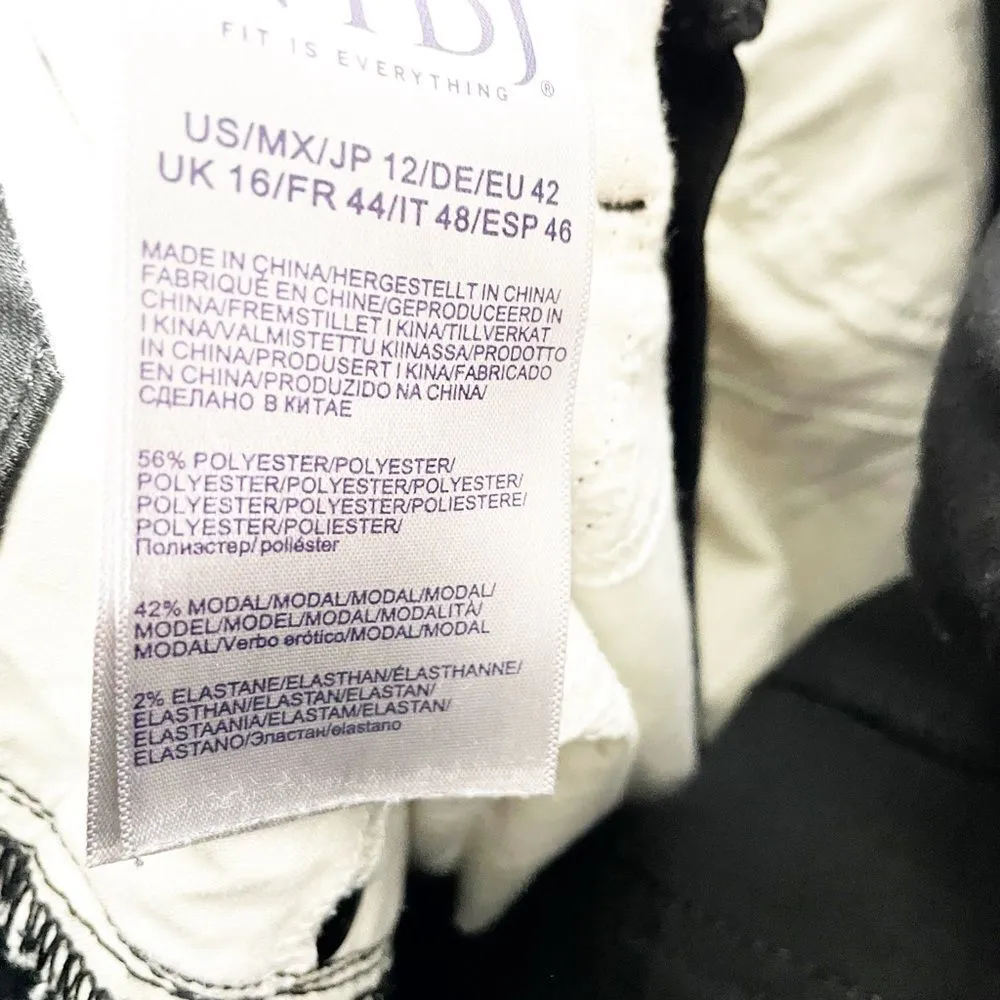 FIT IS EVERYTHING ®
US/MX/JP 12/DE/EU 42
UK 16/FR 44/IT 48/ESP 46
MADE IN CHINA/HERGESTELLT IN CHINA/
FABRIQUE EN CHINE/GEPRODUCEERD IN
CHINA/FREMSTILLET I KINA/TILLVERKAT
I KINA/VALMISTETTU KIINASSA/PRODOTTO
IN CHINA/PRODUSERT I KINA/FABRICADO
EN CHINA/PRODUZIDO NA CHINA/
СДЕЛАНО В КИТАЕ
56% POLYESTER/POLYESTER/
POLYESTER/POLYESTER/POLYESTER/
POLYESTER/POLYESTER/POLIESTERE/
POLYESTER/POLIESTER/
Полиэстер/poliéster
42% MODAL/MODAL/MODAL/MODAL/
MODEL/MODEL/MODAL/MODALITÀ/
MODAL/Verbo erótico/MODAL/MODAL
2% ELASTANE/ELASTHAN/ÉLASTHANNE/
ELASTHAN/ELASTAN/ELASTAN/
ELASTAANIA/ELASTAM/ELASTAN/
ELASTANO/Эластан/elastano